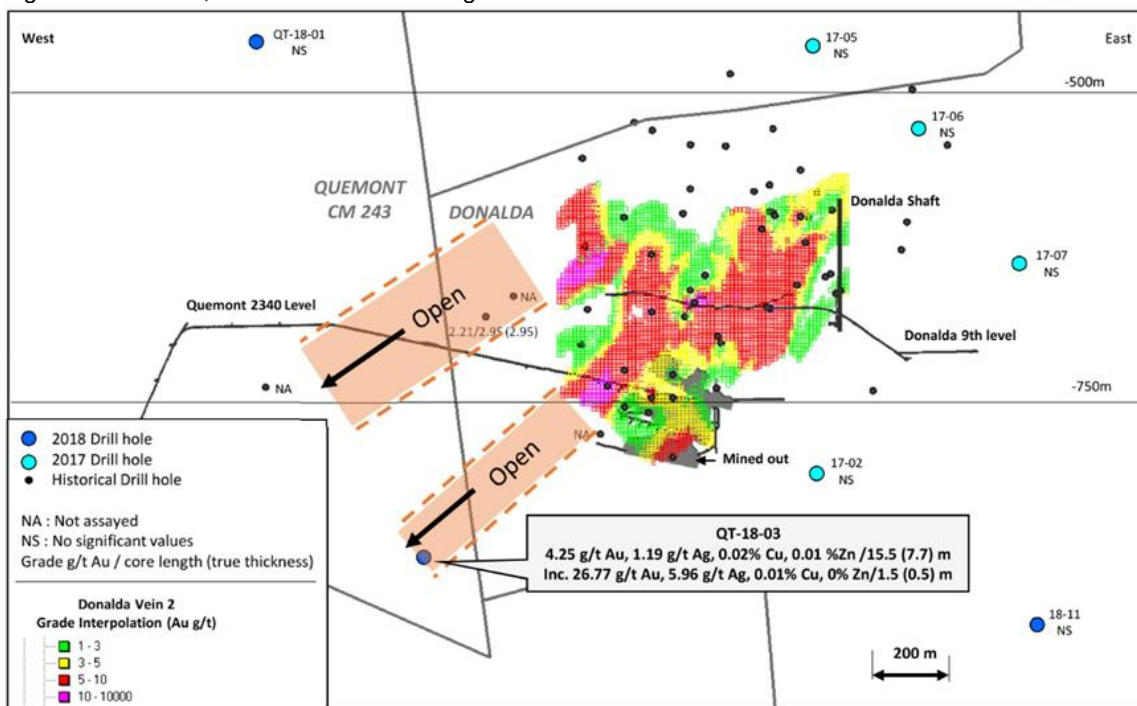 West
QT-18-01
NS
17-05
NS
East
-500m
17-06
NS
QUEMONT
CM 243
DONALDA
Donalda Shaft
17-07
NS
Open
NA
Quemont 2340 Level
2.21/2.95 (2.95)
Donalda 9th level
NA
-750m
2018 Drill hole
2017 Drill hole
Historical Drill hole
NA
Open
Mined out
17-02
NS
NA : Not assayed
NS : No significant values
Grade g/t Au / core length (true thickness)
QT-18-03
4.25 g/t Au, 1.19 g/t Ag, 0.02% Cu, 0.01 %Zn /15.5 (7.7) m
Inc. 26.77 g/t Au, 5.96 g/t Ag, 0.01% Cu, 0% Zn/1.5 (0.5) m
Donalda Vein 2
Grade Interpolation (Au g/t)
1 - 3
3 - 5
5 - 10
10 - 10000
18-11
NS
200 m